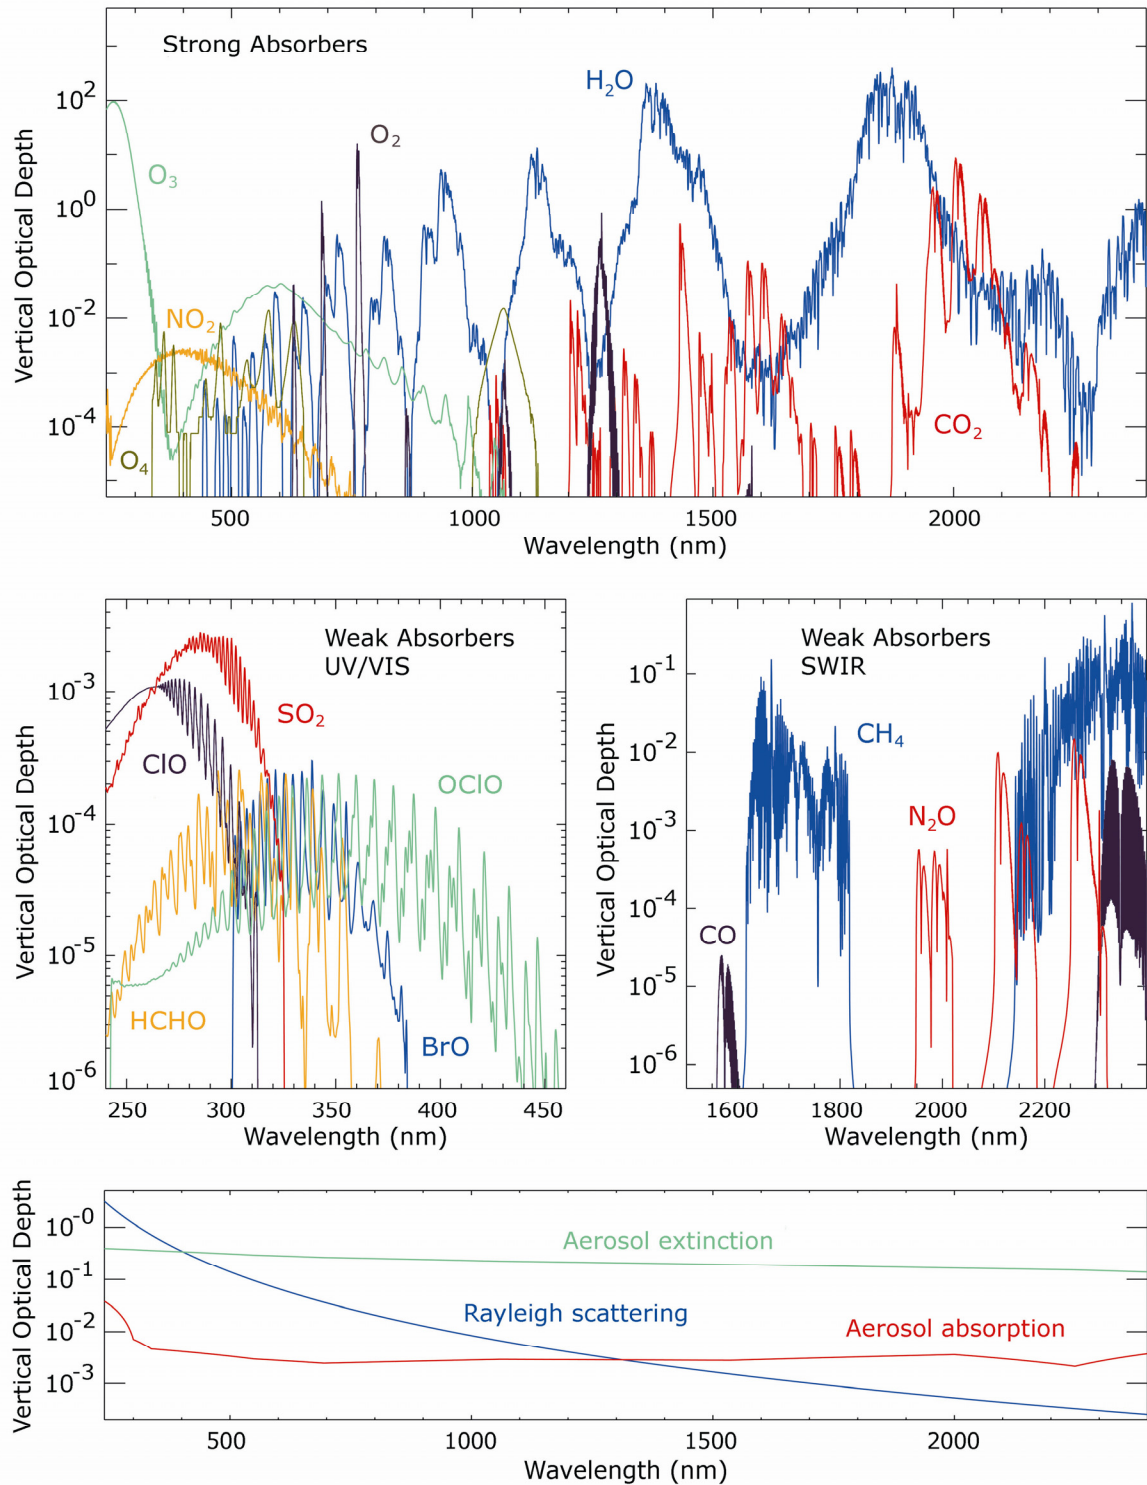 Strong Absorbers
H2O
O2
O3
NO2
O4
CO2
10^2
10^0
10^-2
10^-4
Vertical Optical Depth
500 1000 1500 2000
Wavelength (nm)
Weak Absorbers
UV/VIS
SO2
ClO
OClO
HCHO
BrO
10^-3
10^-4
10^-5
10^-6
Vertical Optical Depth
250 300 350 400 450
Wavelength (nm)
Weak Absorbers
SWIR
CH4
N2O
CO
10^-1
10^-2
10^-3
10^-4
10^-5
10^-6
Vertical Optical Depth
1600 1800 2000 2200
Wavelength (nm)
Aerosol extinction
Rayleigh scattering
Aerosol absorption
10^-0
10^-1
10^-2
10^-3
Vertical Optical Depth
500 1000 1500 2000
Wavelength (nm)